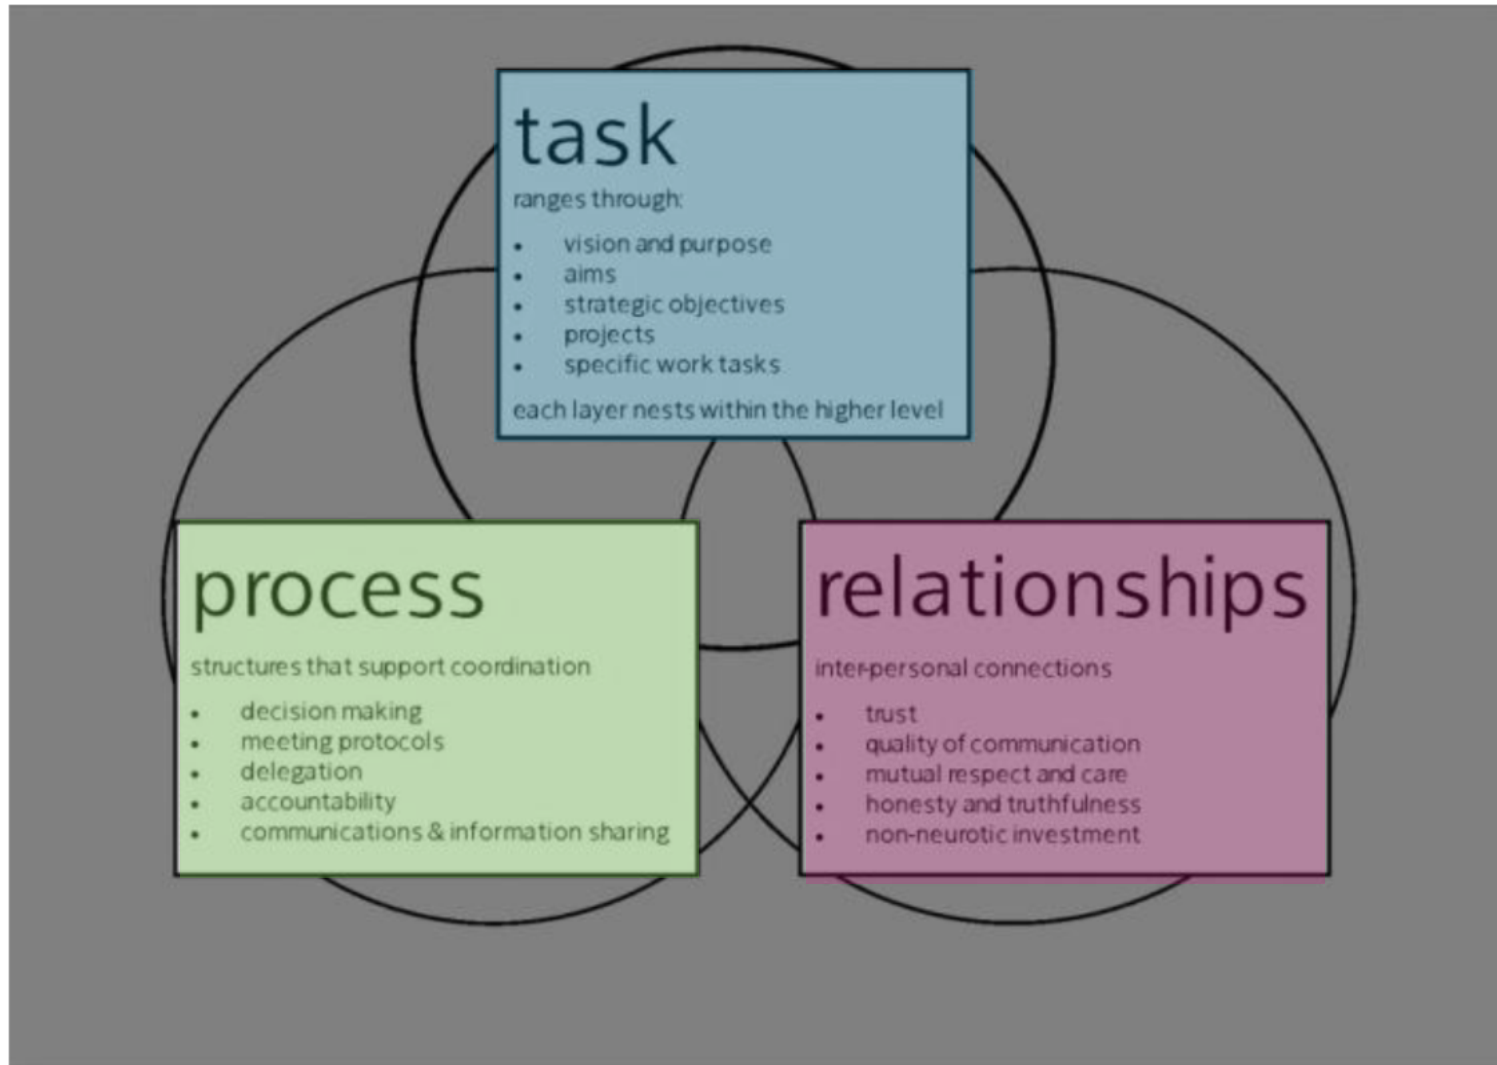 task
ranges through:
• vision and purpose
• aims
• strategic objectives
• projects
• specific work tasks
each layer nests within the higher level
process
structures that support coordination
• decision making
• meeting protocols
• delegation
• accountability
• communications & information sharing
relationships
inter-personal connections
• trust
• quality of communication
• mutual respect and care
• honesty and truthfulness
• non-neurotic investment